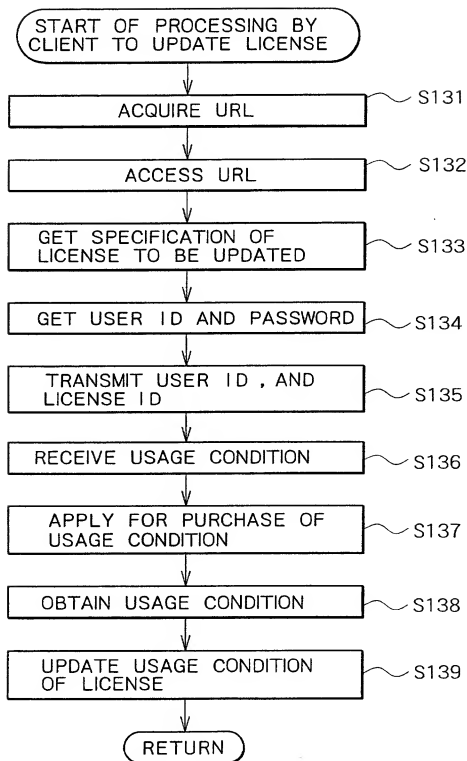 START OF PROCESSING BY
CLIENT TO UPDATE LICENSE
ACQUIRE URL
S131
ACCESS URL
S132
GET SPECIFICATION OF
LICENSE TO BE UPDATED
S133
GET USER ID AND PASSWORD
S134
TRANSMIT USER ID , AND
LICENSE ID
S135
RECEIVE USAGE CONDITION
S136
APPLY FOR PURCHASE OF
USAGE CONDITION
S137
OBTAIN USAGE CONDITION
S138
UPDATE USAGE CONDITION
OF LICENSE
S139
RETURN